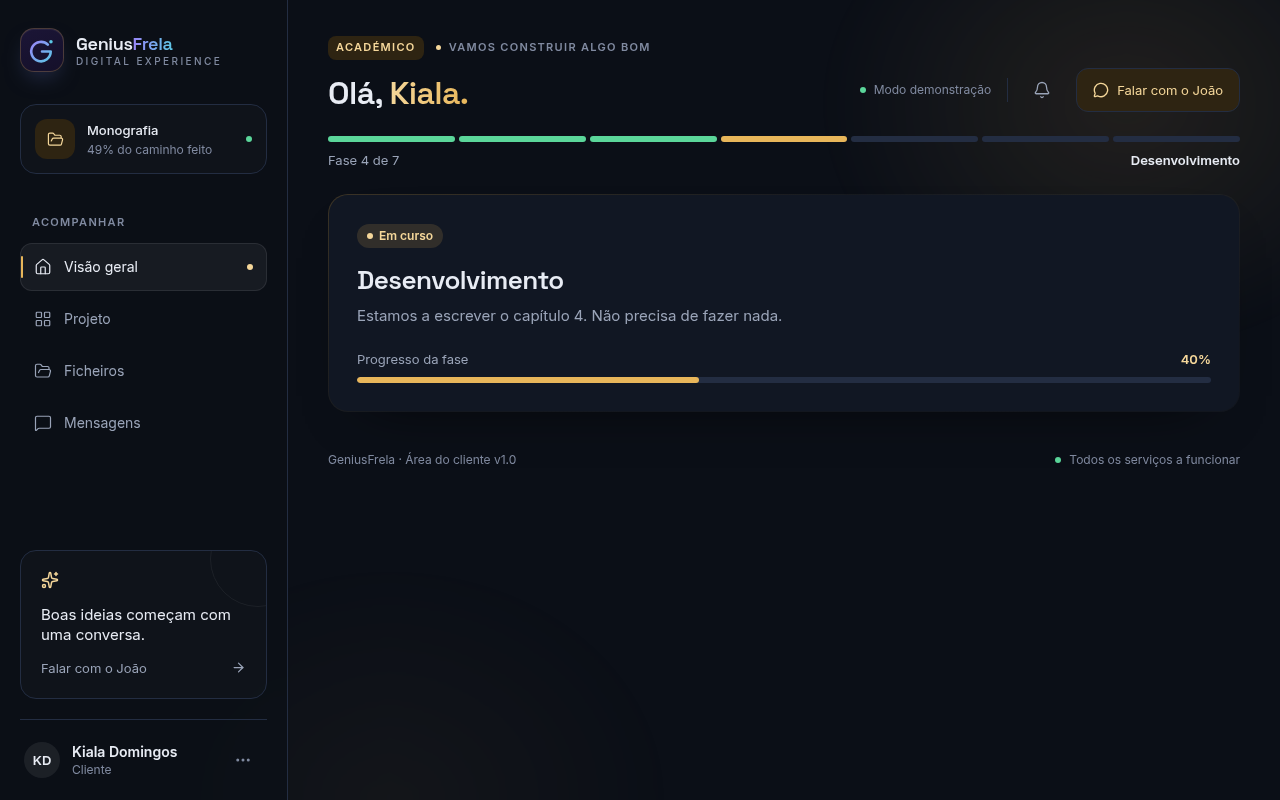 GeniusFrela
DIGITAL EXPERIENCE
Monografia
49% do caminho feito
ACOMPANHAR
Visão geral
Projeto
Ficheiros
Mensagens
Boas ideias começam com
uma conversa.
Falar com o João
KD
Kiala Domingos
Cliente
ACADÉMICO
VAMOS CONSTRUIR ALGO BOM
Olá, Kiala.
Modo demonstração
Falar com o João
Fase 4 de 7
Desenvolvimento
Em curso
Desenvolvimento
Estamos a escrever o capítulo 4. Não precisa de fazer nada.
Progresso da fase
40%
GeniusFrela · Área do cliente v1.0
Todos os serviços a funcionar